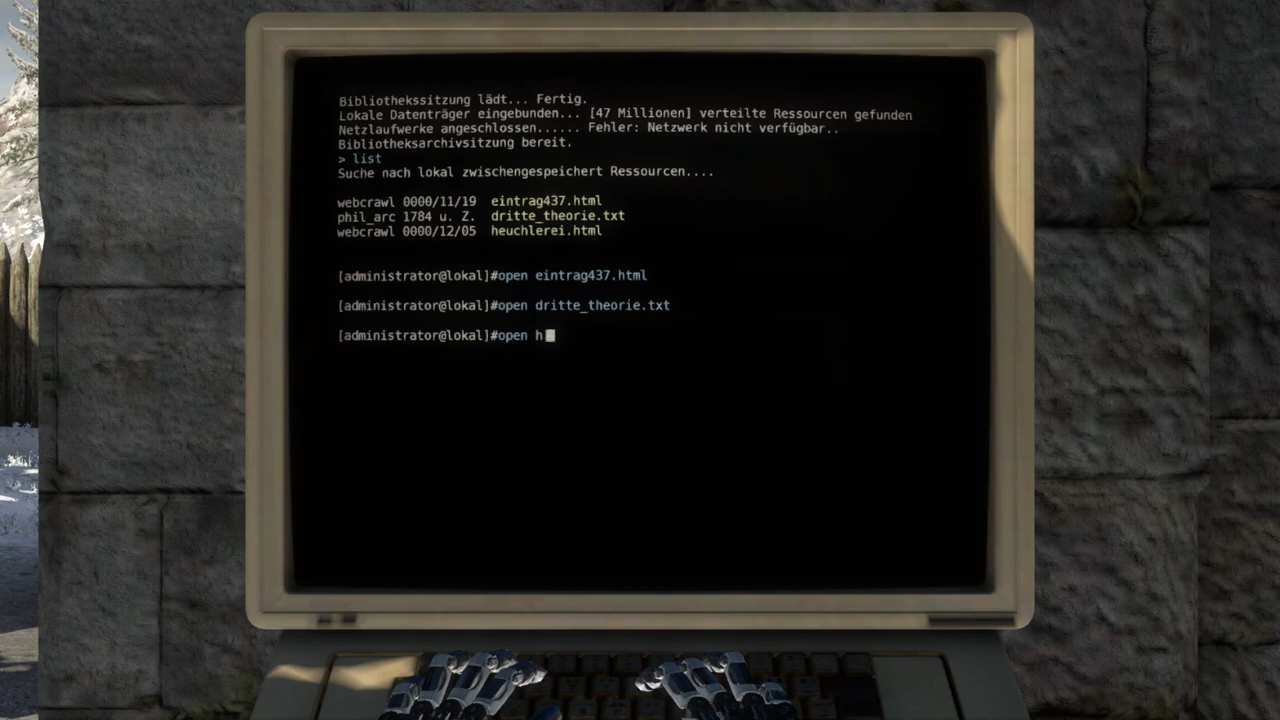 Bibliothekssitzung lädt... Fertig.
Lokale Datenträger eingebunden... [47 Millionen] verteilte Ressourcen gefunden
Netzlaufwerke angeschlossen...... Fehler: Netzwerk nicht verfügbar..
Bibliotheksarchivsitzung bereit.
> list
Suche nach lokal zwischengespeichert Ressourcen....
webcrawl 0000/11/19 eintrag437.html
phil_arc 1784 u. Z. dritte_theorie.txt
webcrawl 0000/12/05 heuchlerei.html
[administrator@lokal]#open eintrag437.html
[administrator@lokal]#open dritte_theorie.txt
[administrator@lokal]#open h